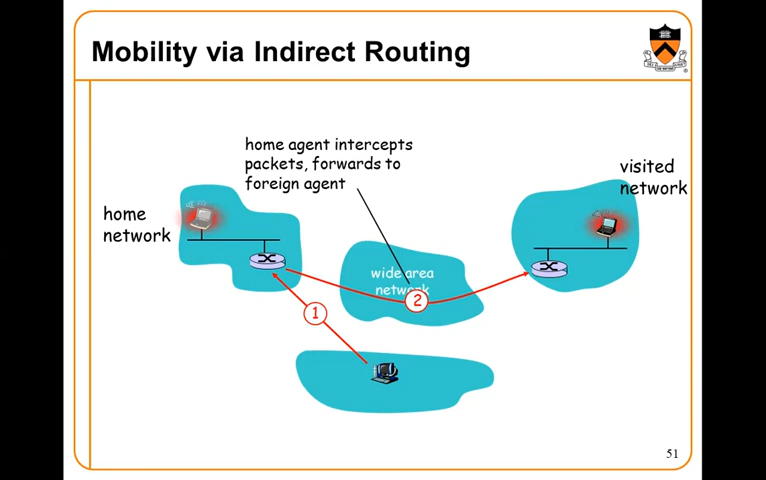 Mobility via Indirect Routing
home agent intercepts
packets, forwards to
foreign agent
visited
network
home
network
wide area
network
2
1
51